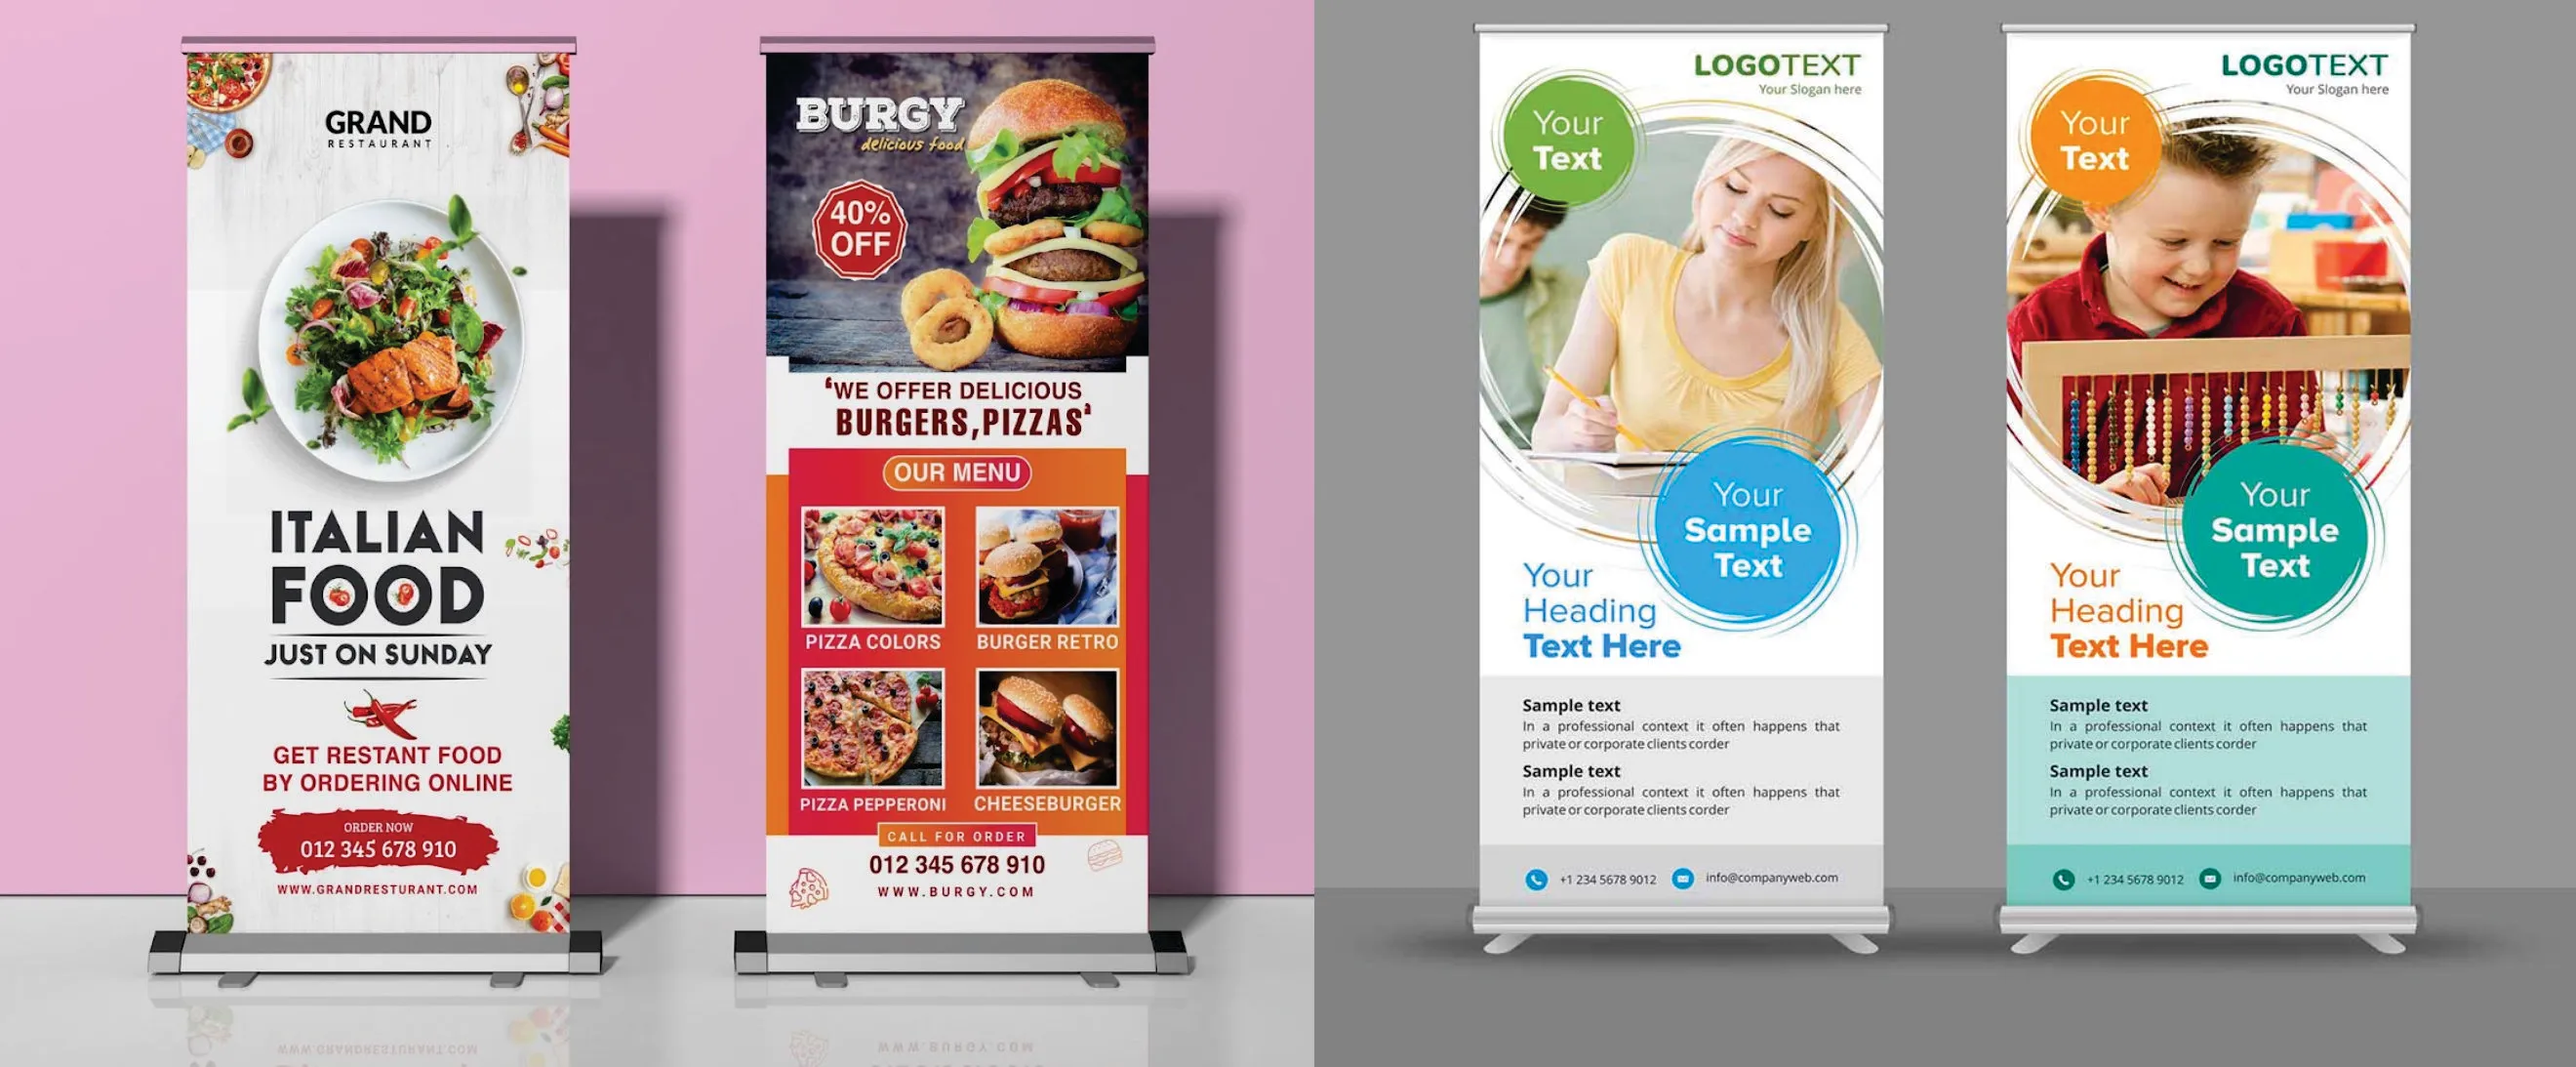 GRAND
RESTAURANT
ITALIAN
FOOD
JUST ON SUNDAY
GET RESTANT FOOD
BY ORDERING ONLINE
ORDER NOW
012 345 678 910
WWW.GRANDRESTURANT.COM
BURGY
delicious food
40%
OFF
‘WE OFFER DELICIOUS
BURGERS,PIZZAS’
OUR MENU
PIZZA COLORS
BURGER RETRO
PIZZA PEPPERONI
CHEESEBURGER
CALL FOR ORDER
012 345 678 910
WWW.BURGY.COM
LOGOTEXT
Your Slogan here
Your
Text
Your
Sample
Text
Your
Heading
Text Here
Sample text
In a professional context it often happens that
private or corporate clients corder
Sample text
In a professional context it often happens that
private or corporate clients corder
+1 234 5678 9012
info@companyweb.com
LOGOTEXT
Your Slogan here
Your
Text
Your
Sample
Text
Your
Heading
Text Here
Sample text
In a professional context it often happens that
private or corporate clients corder
Sample text
In a professional context it often happens that
private or corporate clients corder
+1 234 5678 9012
info@companyweb.com